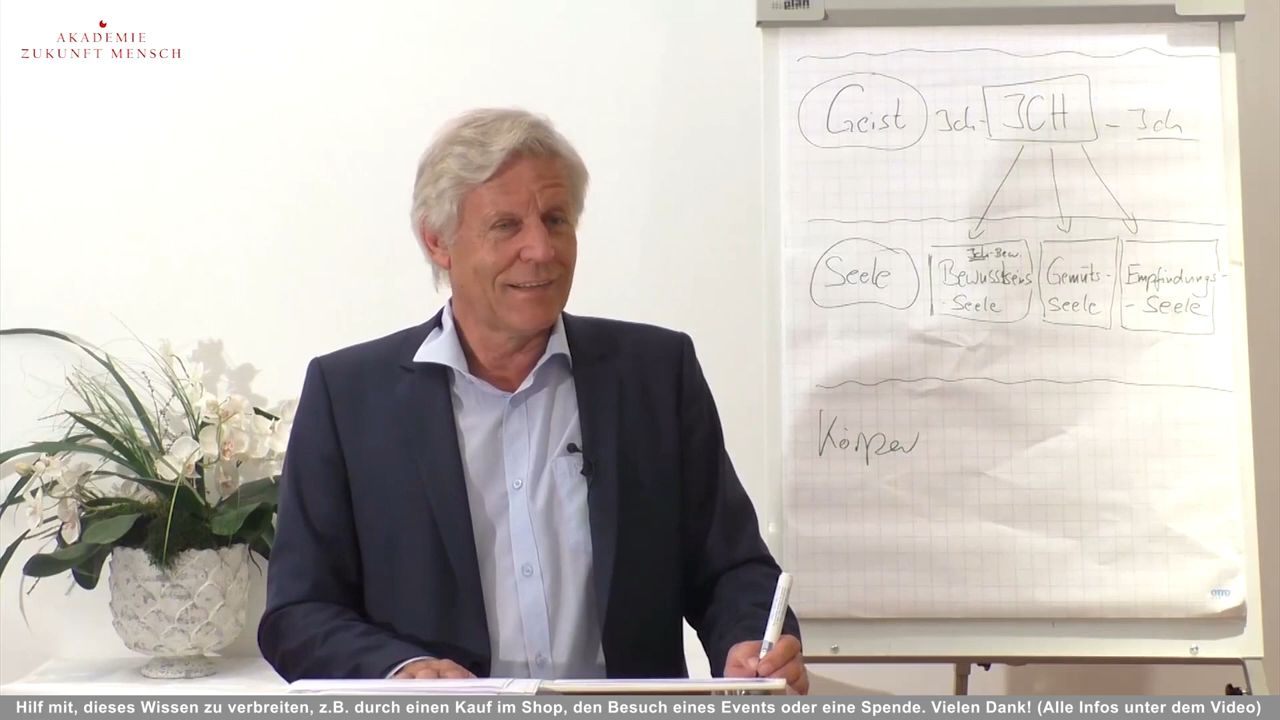 AKADEMIE
ZUKUNFT MENSCH
plan
Geist Ich- ICH - Ich
Seele
Ich-Bew.
Bewusstseins
-Seele
Gemüts-
Seele
Empfindungs-
-Seele
Körper
otto
Hilf mit, dieses Wissen zu verbreiten, z.B. durch einen Kauf im Shop, den Besuch eines Events oder eine Spende. Vielen Dank! (Alle Infos unter dem Video)